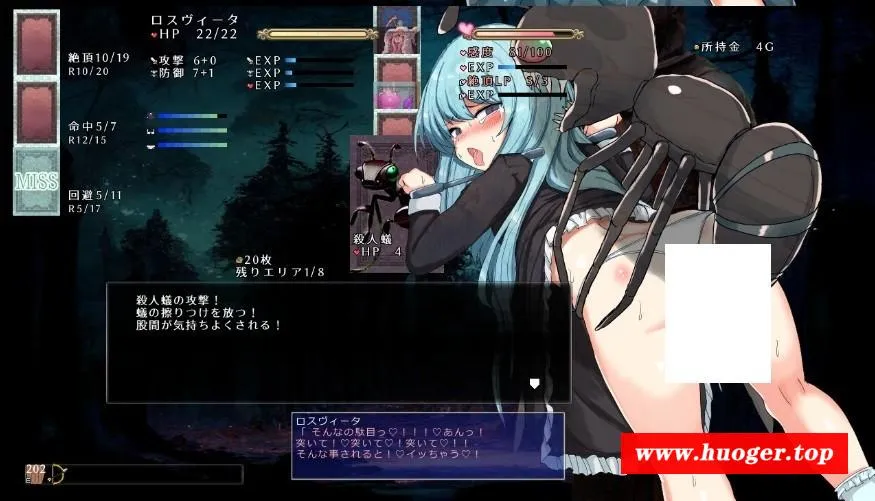 ロスヴィータ
HP 22/22
絶頂10/19
R10/20
攻撃 6+0
防御 7+1
EXP
EXP
EXP
感度 81/100
EXP
絶頂LP 3/3
EXP
所持金 4G
命中5/7
R12/15
MISS
回避5/11
R5/17
殺人蟻
HP 4
20枚
残りエリア1/8
殺人蟻の攻撃！
蟻の擦りつけを放つ！
股間が気持ちよくされる！
ロスヴィータ
「 そんなの駄目っ♡！！！♡あんっ！
突いて！♡突いて♡！突いて♡！！
そんな事されると！♡イッちゃう♡！
www.huoger.top
202